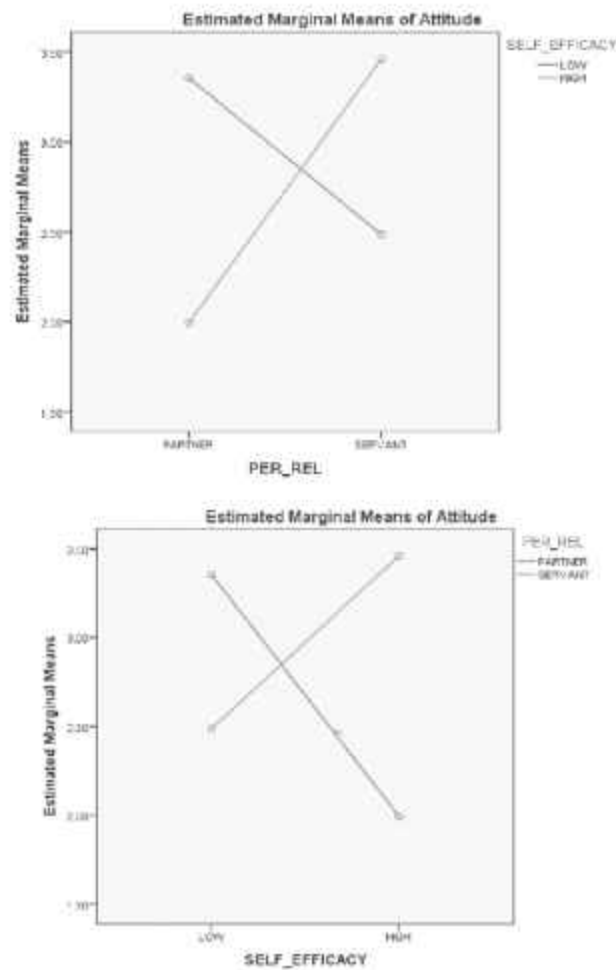 Estimated Marginal Means of Attitude
SELF_EFFICACY
LOW
HIGH
Estimated Marginal Means
PARTNER
SERVANT
PER_REL
Estimated Marginal Means of Attitude
PER_REL
PARTNER
SERVANT
Estimated Marginal Means
LOW
HIGH
SELF_EFFICACY